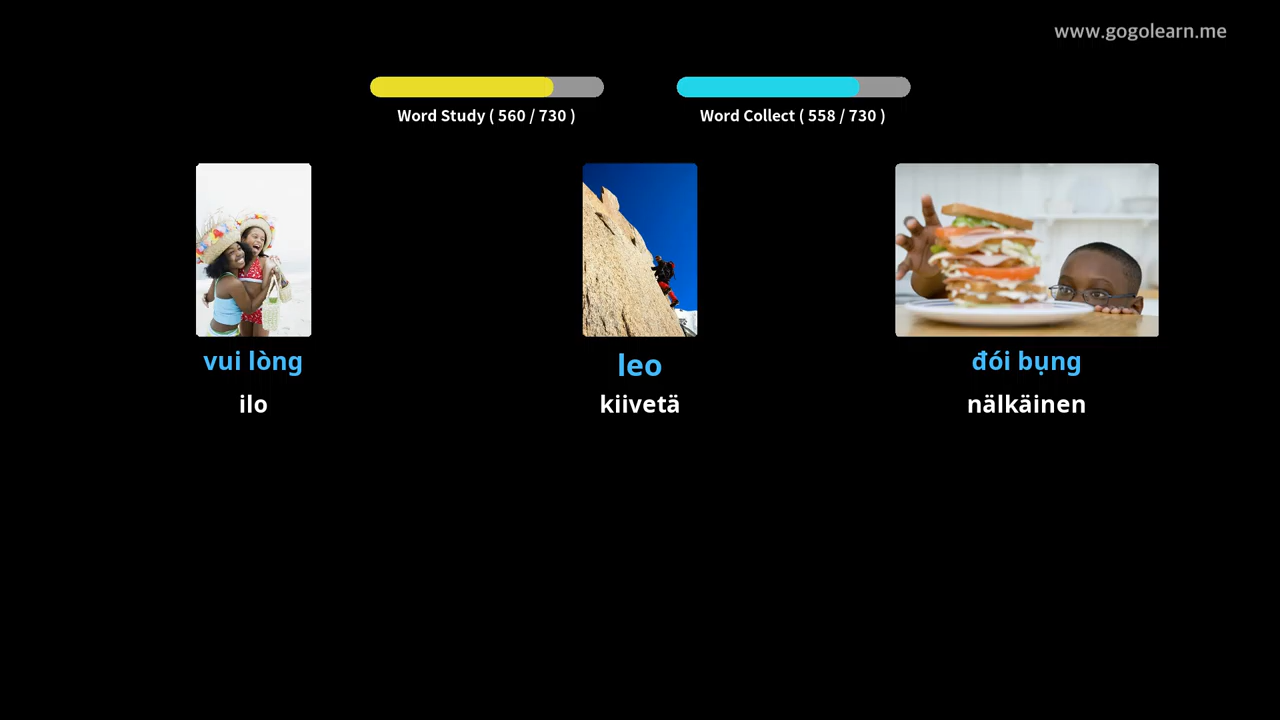 www.gogolearn.me
Word Study ( 560 / 730 )
Word Collect ( 558 / 730 )
vui lòng
leo
đói bụng
ilo
kiivetä
nälkäinen